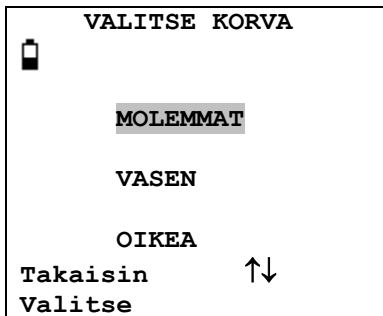 VALITSE KORVA
MOLEMMAT
VASEN
OIKEA
Takaisin ↑↓
Valitse